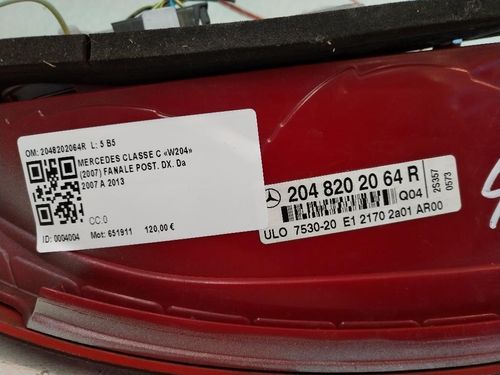 OM: 2048202064R L: 5 B5
MERCEDES CLASSE C «W204»
(2007) FANALE POST. DX. Da
2007 A 2013
CC:0
ID: 0004004 Mot: 651911 120,00 €
204 820 20 64 R
Q04
ULO 7530-20 E1 2170 2a01 AR00
25357
0573